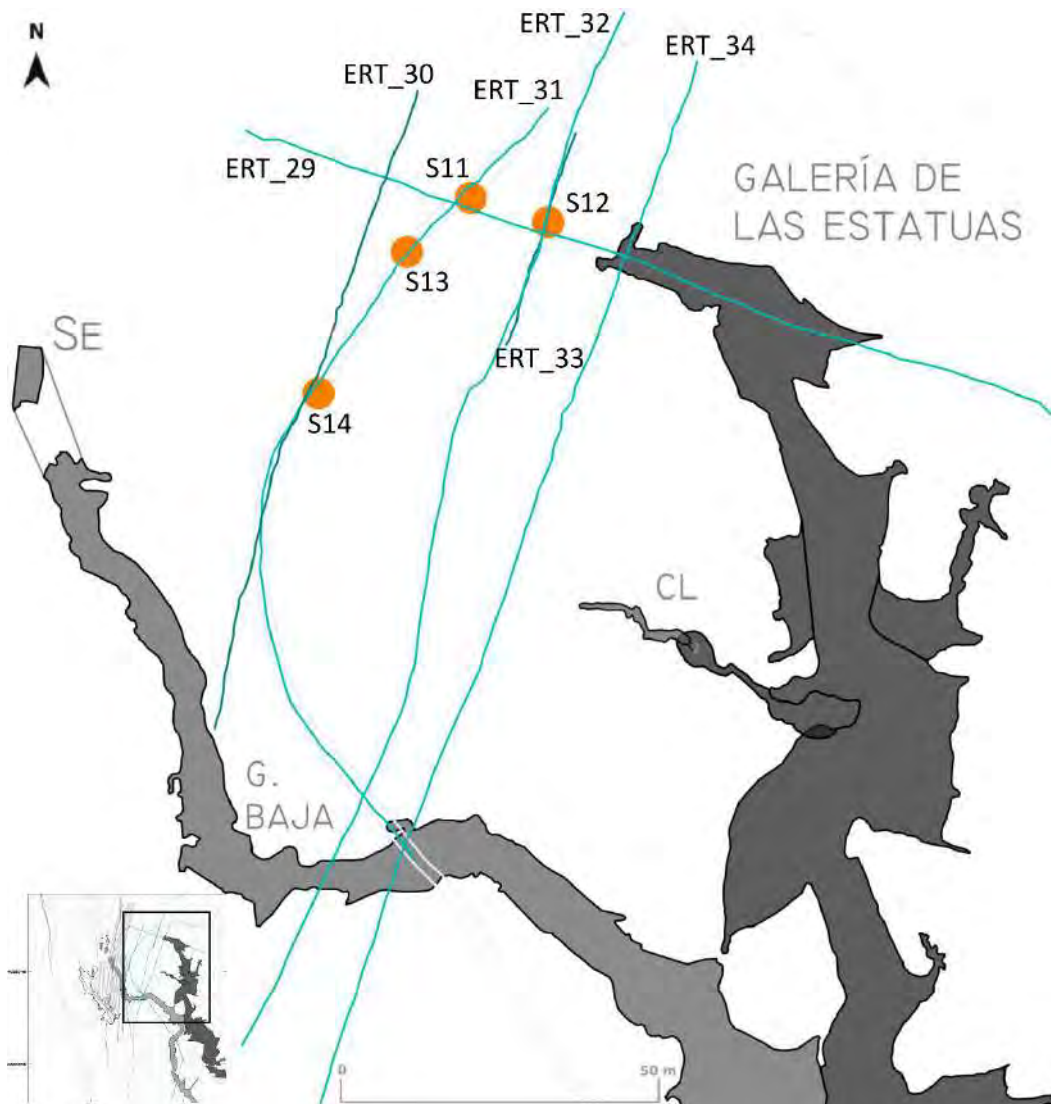 N
ERT_32
ERT_34
ERT_30
ERT_31
ERT_29
S11
S12
GALERÍA DE
LAS ESTATUAS
S13
SE
ERT_33
S14
CL
G.
BAJA
0
50 m